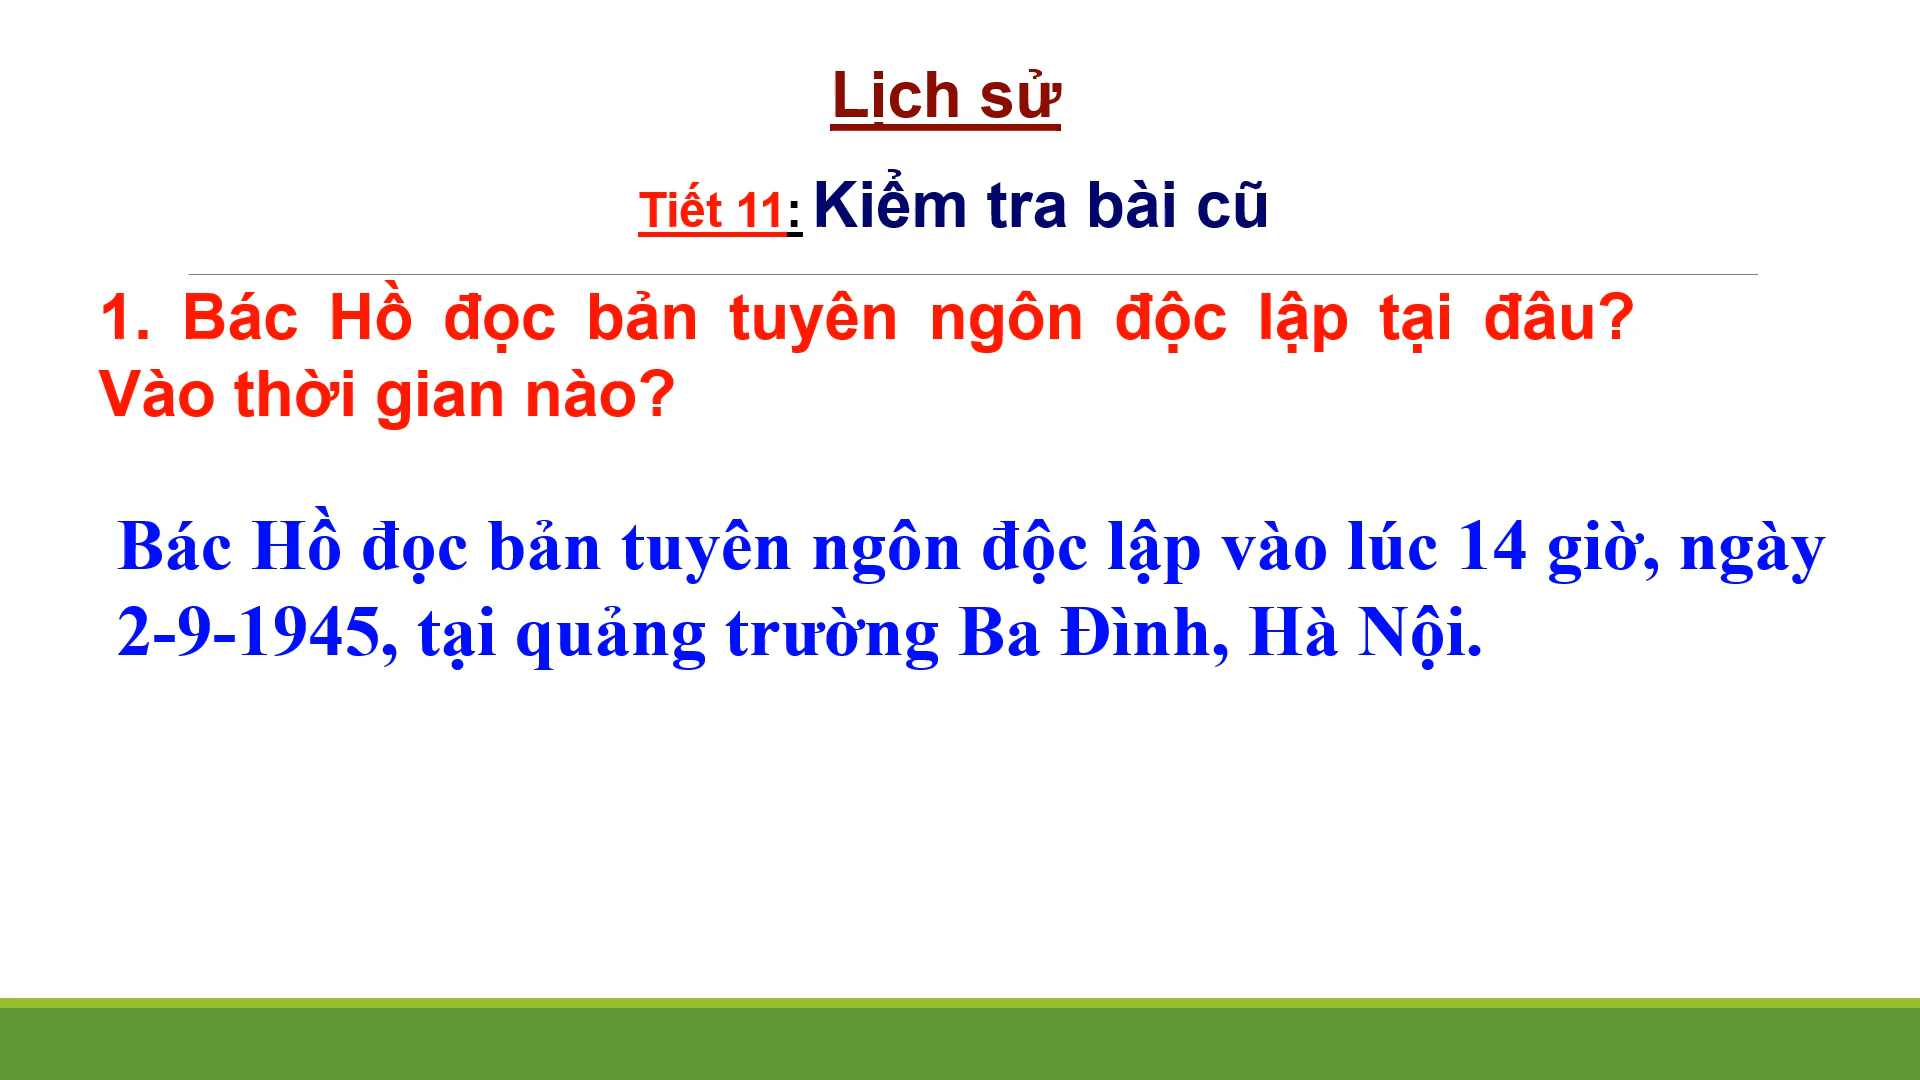 Lịch sử
Tiết 11: Kiểm tra bài cũ
1. Bác Hồ đọc bản tuyên ngôn độc lập tại đâu?
Vào thời gian nào?
Bác Hồ đọc bản tuyên ngôn độc lập vào lúc 14 giờ, ngày
2-9-1945, tại quảng trường Ba Đình, Hà Nội.